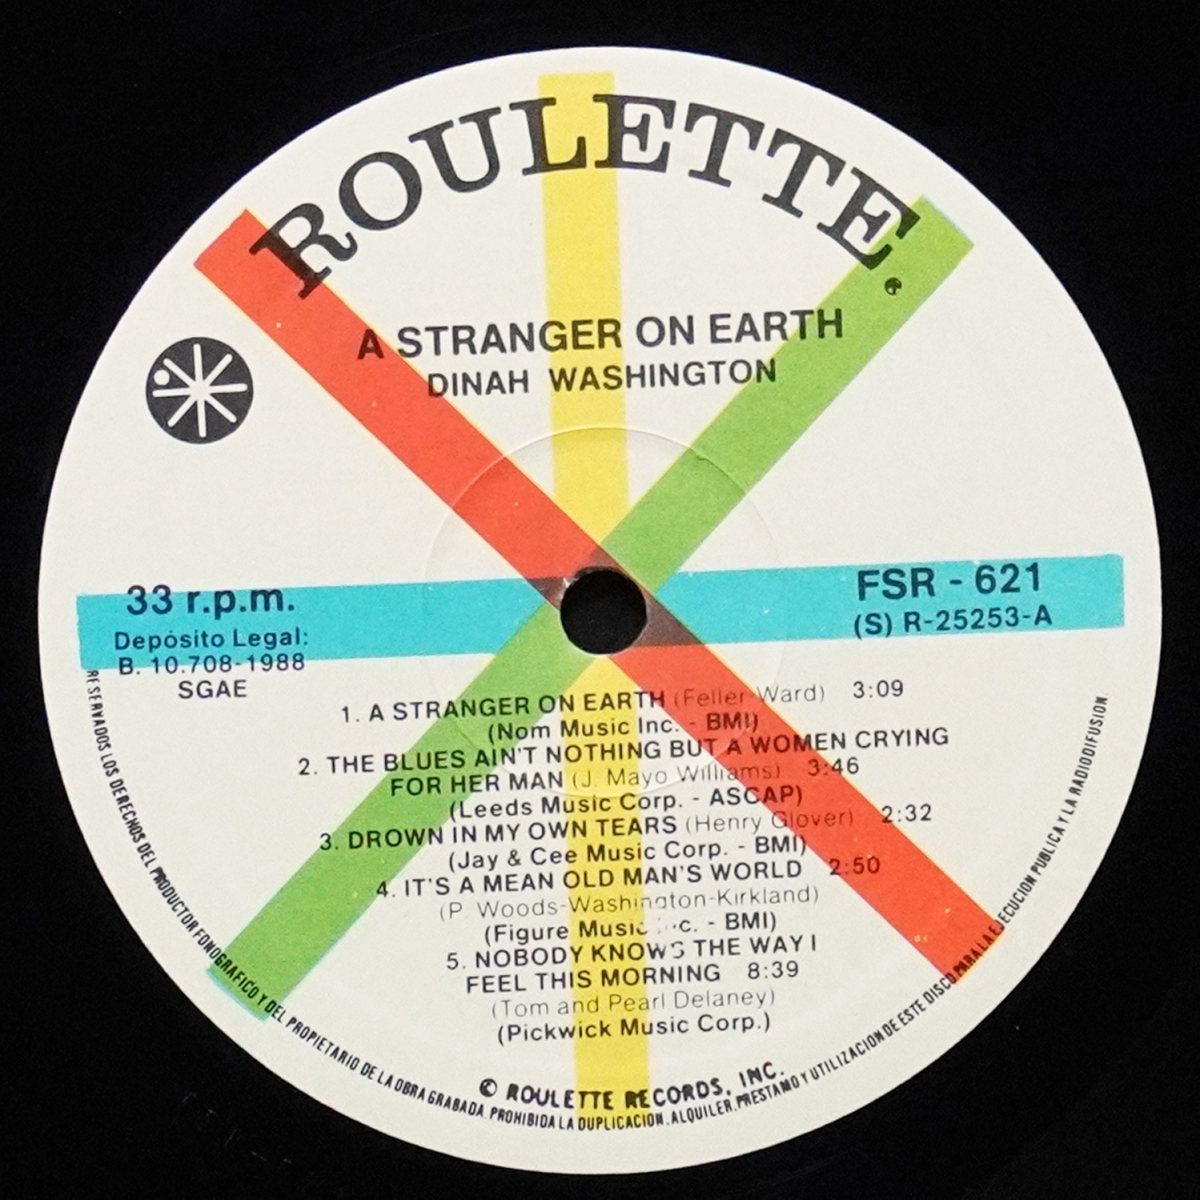 ROULETTE.
A STRANGER ON EARTH
DINAH WASHINGTON
33 r.p.m.
Depósito Legal:
B. 10.708-1988
SGAE
FSR - 621
(S) R-25253-A
1. A STRANGER ON EARTH (Feller-Ward) 3:09
(Nom Music Inc. - BMI)
2. THE BLUES AIN'T NOTHING BUT A WOMEN CRYING
FOR HER MAN (J. Mayo Williams) 3:46
(Leeds Music Corp. - ASCAP)
3. DROWN IN MY OWN TEARS (Henry Glover) 2:32
(Jay & Cee Music Corp. - BMI)
4. IT'S A MEAN OLD MAN'S WORLD 2:50
(P. Woods-Washington-Kirkland)
(Figure Music Inc. - BMI)
5. NOBODY KNOWS THE WAY I
FEEL THIS MORNING 8:39
(Tom and Pearl Delaney)
(Pickwick Music Corp.)
© ROULETTE RECORDS, INC.
RESERVADOS LOS DERECHOS DEL PRODUCTOR FONOGRAFICO Y DEL PROPIETARIO DE LA OBRA GRABADA. PROHIBIDA LA DUPLICACION, ALQUILER, PRESTAMO Y UTILIZACION DE ESTE DISCO PARA LA EJECUCION PUBLICA Y LA RADIODIFUSION